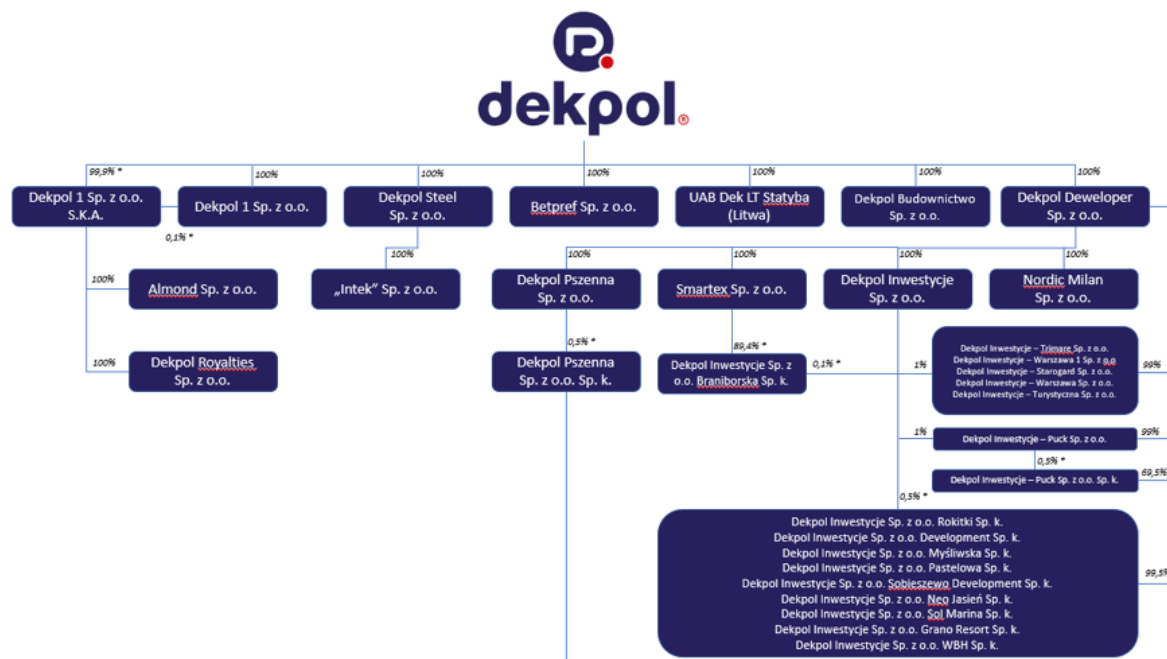 dekpol®
99,9% *
100%
100%
100%
100%
100%
100%
Dekpol 1 Sp. z o.o.
S.K.A.
Dekpol 1 Sp. z o.o.
Dekpol Steel
Sp. z o.o.
Betpref Sp. z o.o.
UAB Dek LT Statyba
(Litwa)
Dekpol Budownictwo
Sp. z o.o.
Dekpol Deweloper
Sp. z o.o.
0,1% *
100%
100%
100%
100%
100%
100%
Almond Sp. z o.o.
„Intek” Sp. z o.o.
Dekpol Pszenna
Sp. z o.o.
Smartex Sp. z o.o.
Dekpol Inwestycje
Sp. z o.o.
Nordic Milan
Sp. z o.o.
100%
Dekpol Royalties
Sp. z o.o.
0,5% *
Dekpol Pszenna
Sp. z o.o. Sp. k.
89,4% *
Dekpol Inwestycje Sp. z
o.o. Braniborska Sp. k.
0,1% *
1%
Dekpol Inwestycje – Trimare Sp. z o.o.
Dekpol Inwestycje – Warszawa 1 Sp. z o.o
Dekpol Inwestycje – Starogard Sp. z o.o.
Dekpol Inwestycje – Warszawa Sp. z o.o.
Dekpol Inwestycje – Turystyczna Sp. z o.o.
99%
1%
Dekpol Inwestycje – Puck Sp. z o.o.
99%
0,5% *
Dekpol Inwestycje – Puck Sp. z o.o. Sp. k.
69,5%
0,5% *
Dekpol Inwestycje Sp. z o.o. Rokitki Sp. k.
Dekpol Inwestycje Sp. z o.o. Development Sp. k.
Dekpol Inwestycje Sp. z o.o. Myśliwska Sp. k.
Dekpol Inwestycje Sp. z o.o. Pastelowa Sp. k.
Dekpol Inwestycje Sp. z o.o. Sobieszewo Development Sp. k.
Dekpol Inwestycje Sp. z o.o. Neo Jasień Sp. k.
Dekpol Inwestycje Sp. z o.o. Sol Marina Sp. k.
Dekpol Inwestycje Sp. z o.o. Grano Resort Sp. k.
Dekpol Inwestycje Sp. z o.o. WBH Sp. k.
99,5%